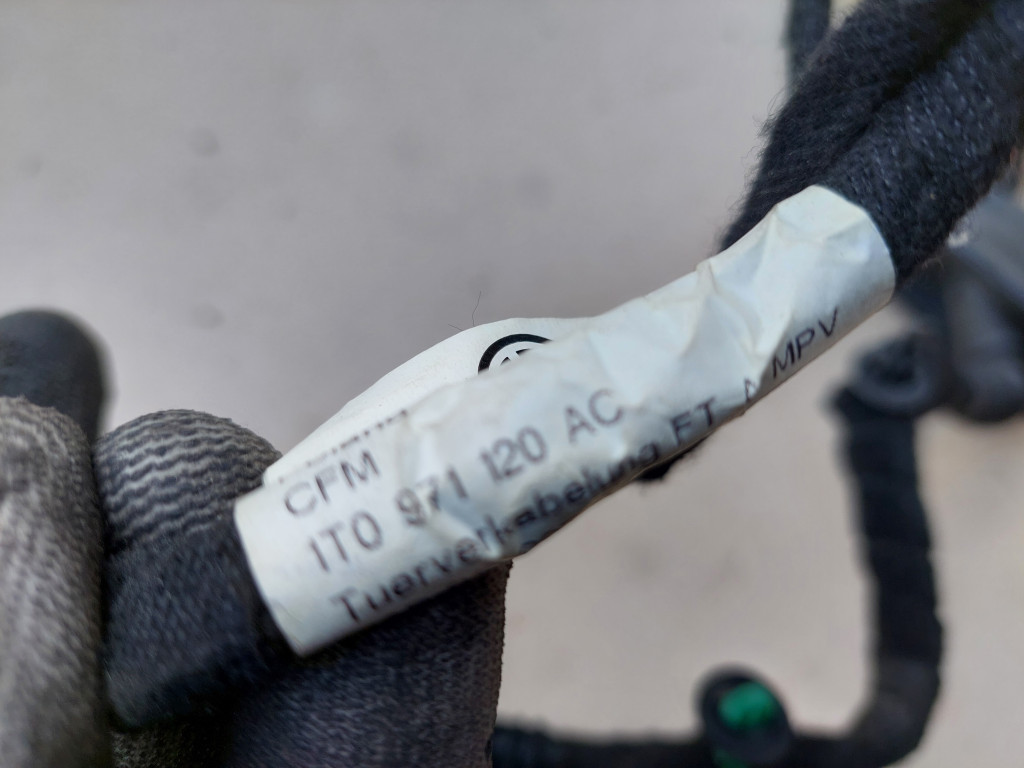 CFM
1T0 971 120 AC
Tuerverkabelung FT A MPV